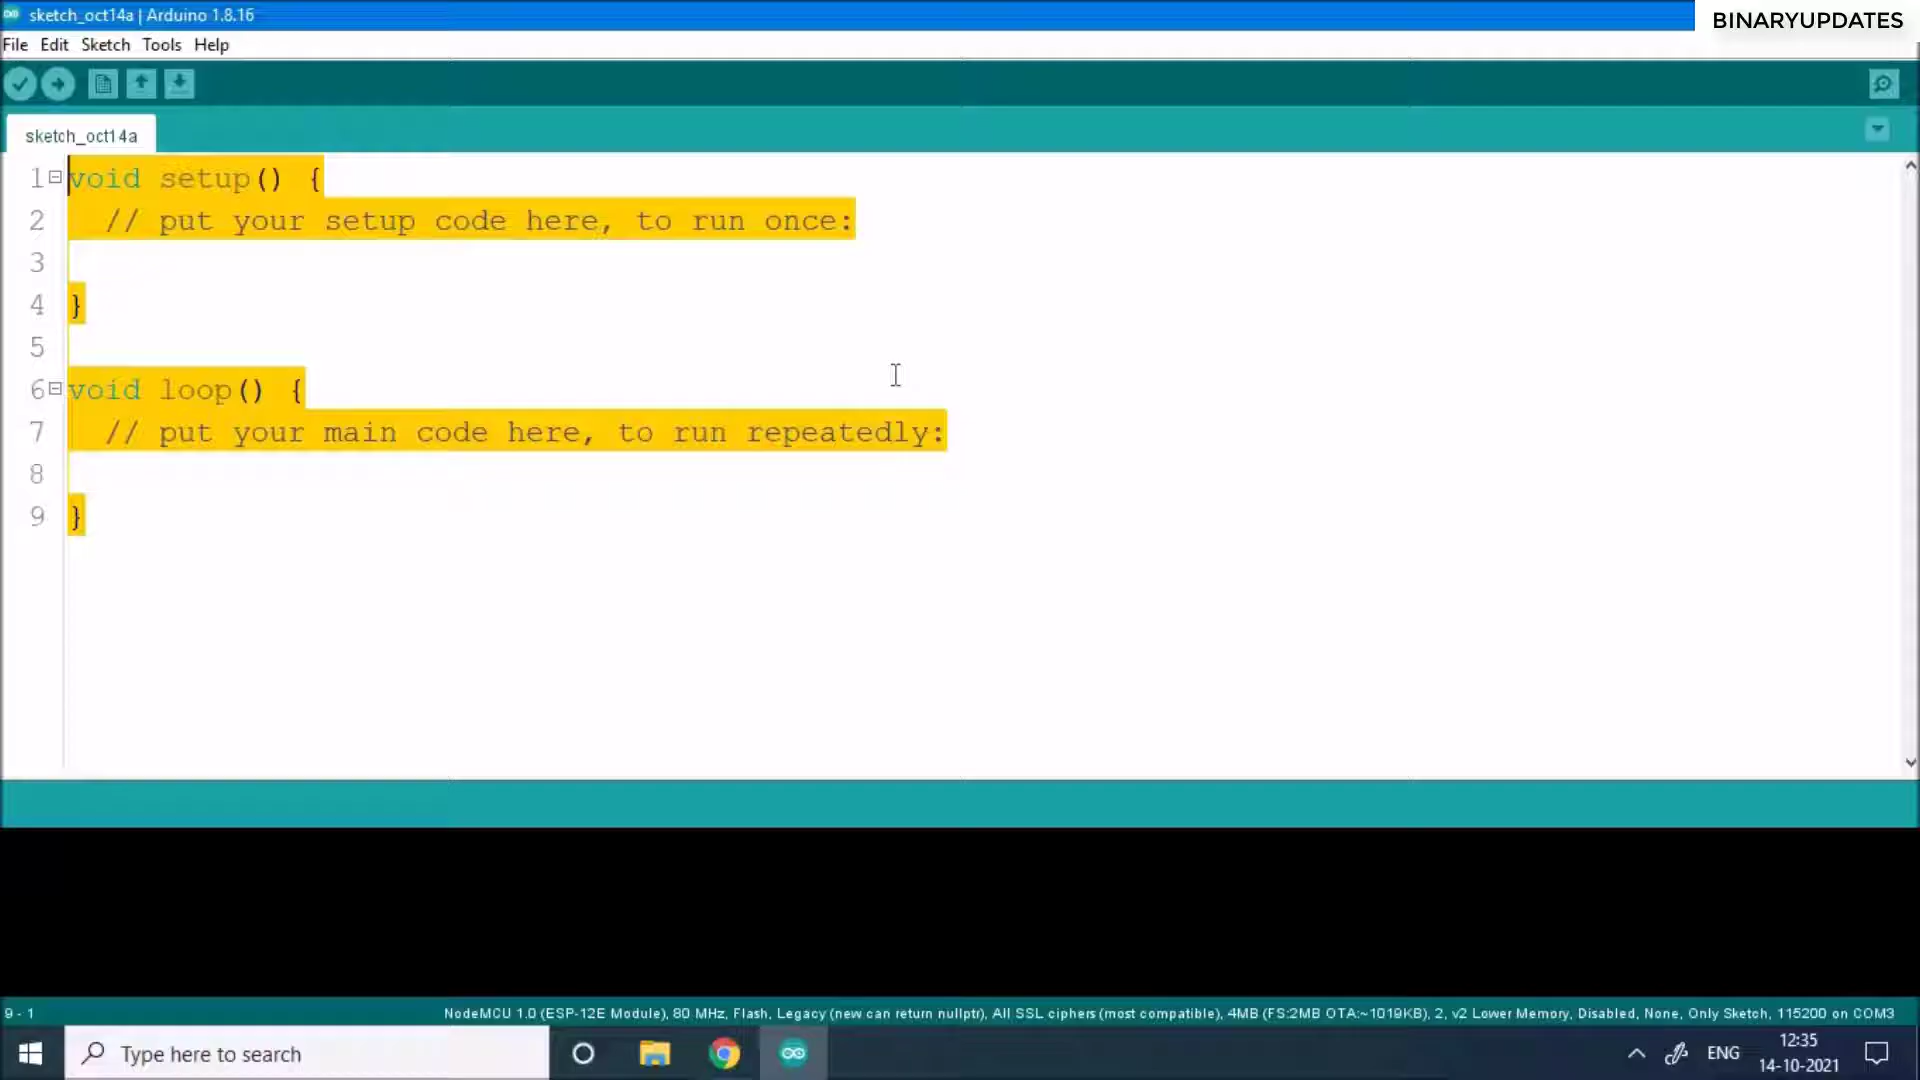 sketch_oct14a | Arduino 1.8.16
BINARYUPDATES
File Edit Sketch Tools Help
sketch_oct14a
1 void setup() {
2 // put your setup code here, to run once:
3
4 }
5
6 void loop() {
7 // put your main code here, to run repeatedly:
8
9 }
9 - 1
NodeMCU 1.0 (ESP-12E Module), 80 MHz, Flash, Legacy (new can return nullptr), All SSL ciphers (most compatible), 4MB (FS:2MB OTA:~1019KB), 2, v2 Lower Memory, Disabled, None, Only Sketch, 115200 on COM3
Type here to search
ENG
12:35
14-10-2021